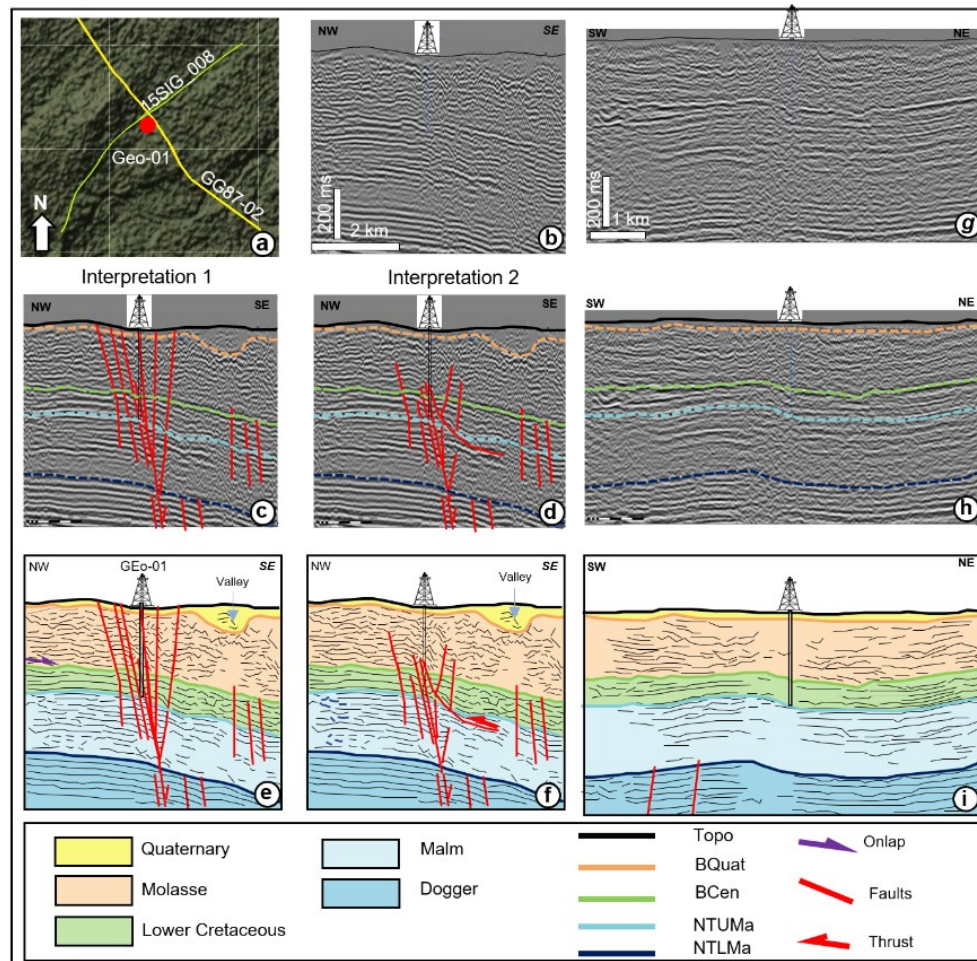 15SIG_008
Geo-01
GG87-02
N
a
NW
SE
200 ms
2 km
b
SW
NE
200 ms
1 km
g
Interpretation 1
Interpretation 2
NW
SE
c
NW
SE
d
SW
NE
h
NW
GEo-01
Valley
SE
e
NW
Valley
SE
f
SW
NE
i
Quaternary
Molasse
Lower Cretaceous
Malm
Dogger
Topo
BQuat
BCen
NTUMa
NTLMa
Onlap
Faults
Thrust